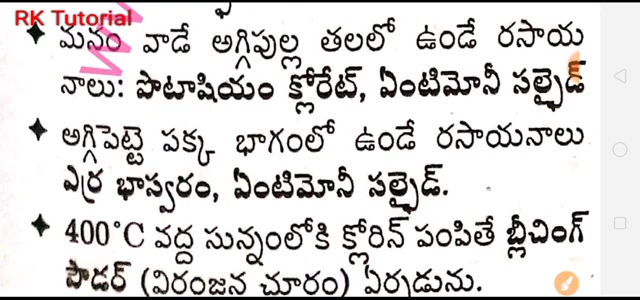 RK Tutorial
✦ మనం వాడే అగ్గిపుల్ల తలలో ఉండే రసాయ
నాలు: పొటాషియం క్లోరేట్, ఏంటిమోనీ సల్ఫైడ్
✦ అగ్గిపెట్టె పక్క భాగంలో ఉండే రసాయనాలు
ఎర్ర భాస్వరం, ఏంటిమోనీ సల్ఫైడ్.
✦ 400°C వద్ద సున్నంలోకి క్లోరిన్ పంపితే బ్లీచింగ్
పౌడర్ (విరంజన చూరం) ఏర్పడును.